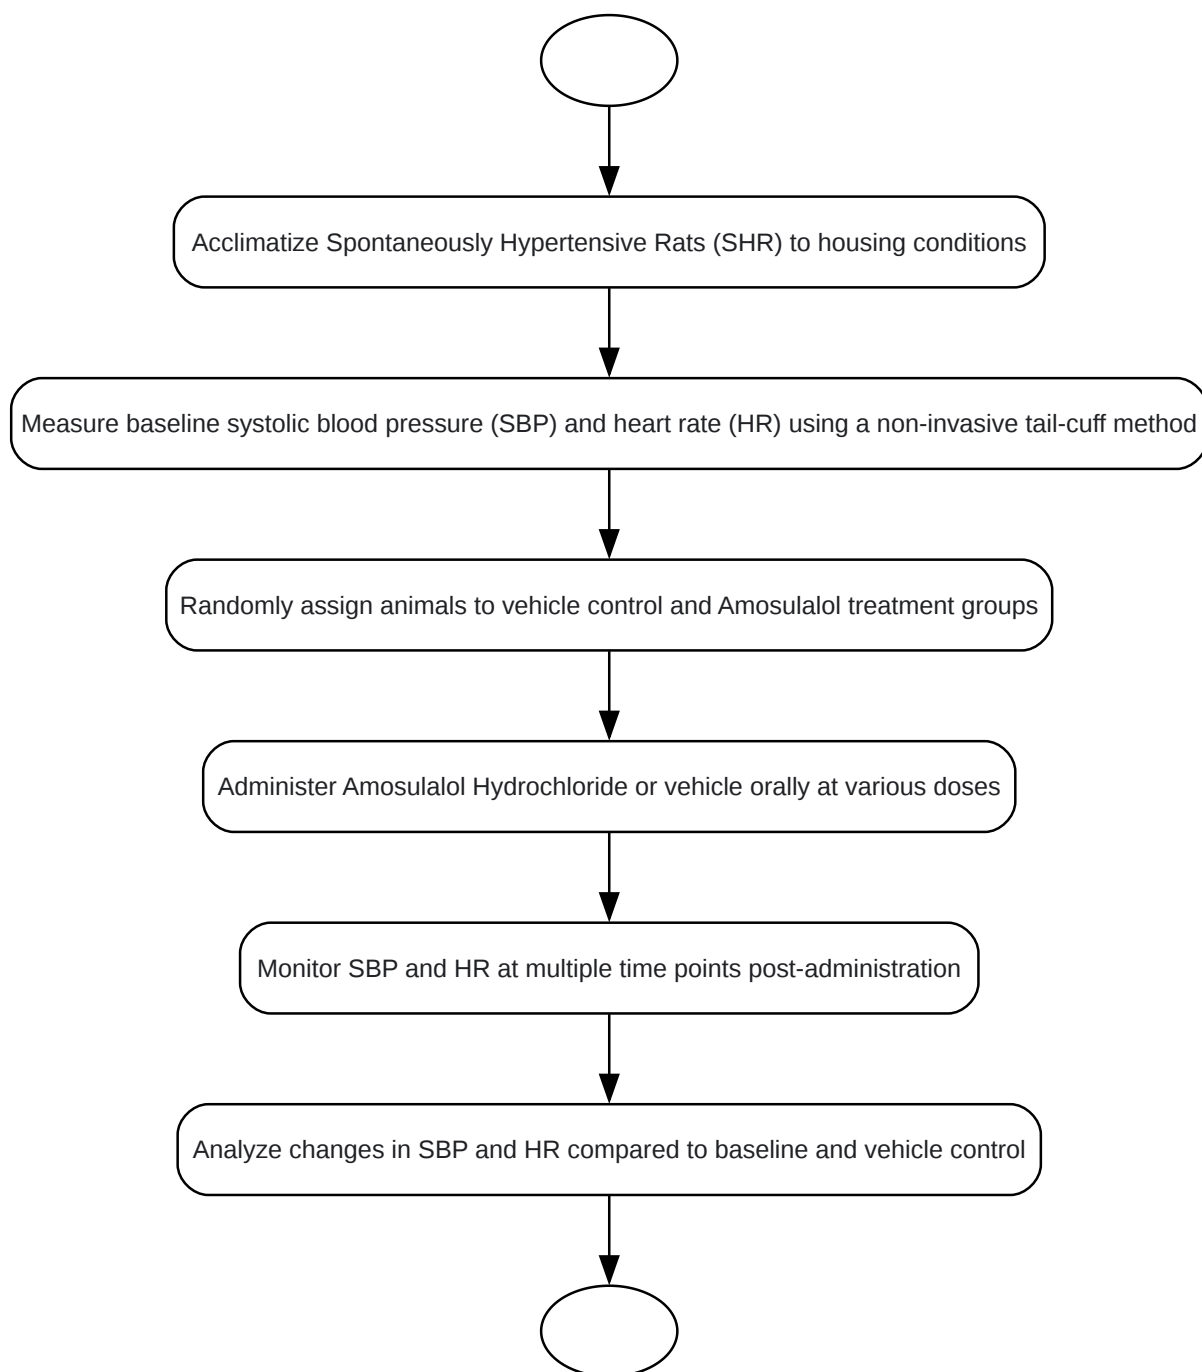 Acclimatize Spontaneously Hypertensive Rats (SHR) to housing conditions
Measure baseline systolic blood pressure (SBP) and heart rate (HR) using a non-invasive tail-cuff method
Randomly assign animals to vehicle control and Amosulalol treatment groups
Administer Amosulalol Hydrochloride or vehicle orally at various doses
Monitor SBP and HR at multiple time points post-administration
Analyze changes in SBP and HR compared to baseline and vehicle control